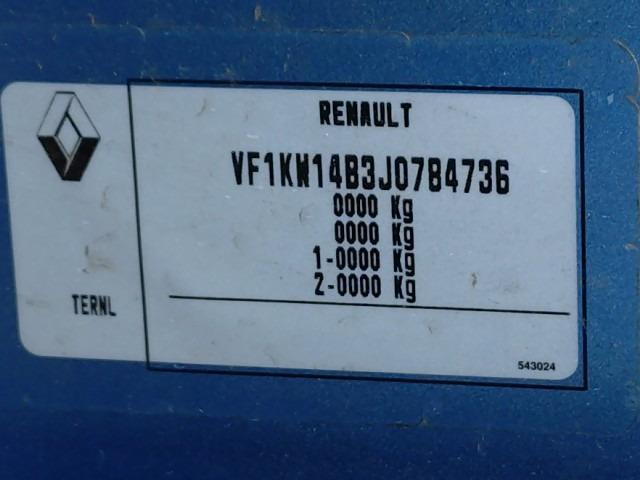 RENAULT
VF1KW14B3J0784736
0000 Kg
0000 Kg
1-0000 Kg
2-0000 Kg
TERNL
543024